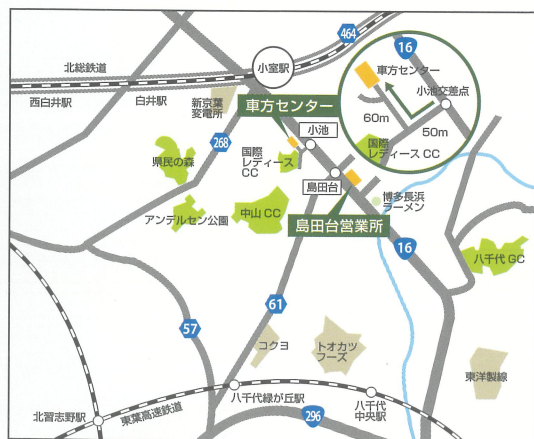 464
16
北総鉄道
小室駅
車方センター
西白井駅
白井駅
新京葉
変電所
小池交差点
車方センター
60m
50m
小池
268
国際
レディース CC
国際
レディース
CC
県民の森
島田台
博多長浜
ラーメン
アンデルセン公園
中山 CC
島田台営業所
16
八千代 GC
61
57
コクヨ
トオカツ
フーズ
東洋製線
北習志野駅
東葉高速鉄道
八千代緑が丘駅
八千代
中央駅
296